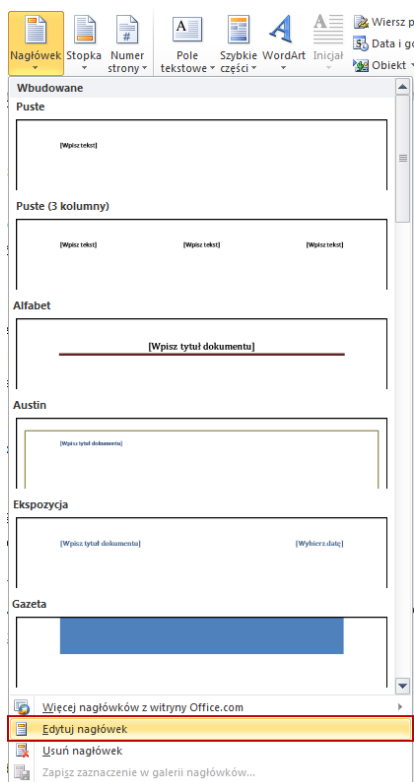 Nagłówek Stopka Numer strony Pole tekstowe Szybkie części WordArt Inicjał
Wiersz p
Data i go
Obiekt
Wbudowane
Puste
[Wpisz tekst]
Puste (3 kolumny)
[Wpisz tekst] [Wpisz tekst] [Wpisz tekst]
Alfabet
[Wpisz tytuł dokumentu]
Austin
[Wpisz tytuł dokumentu]
Ekspozycja
[Wpisz tytuł dokumentu] [Wybierz datę]
Gazeta
Więcej nagłówków z witryny Office.com
Edytuj nagłówek
Usuń nagłówek
Zapisz zaznaczenie w galerii nagłówków...